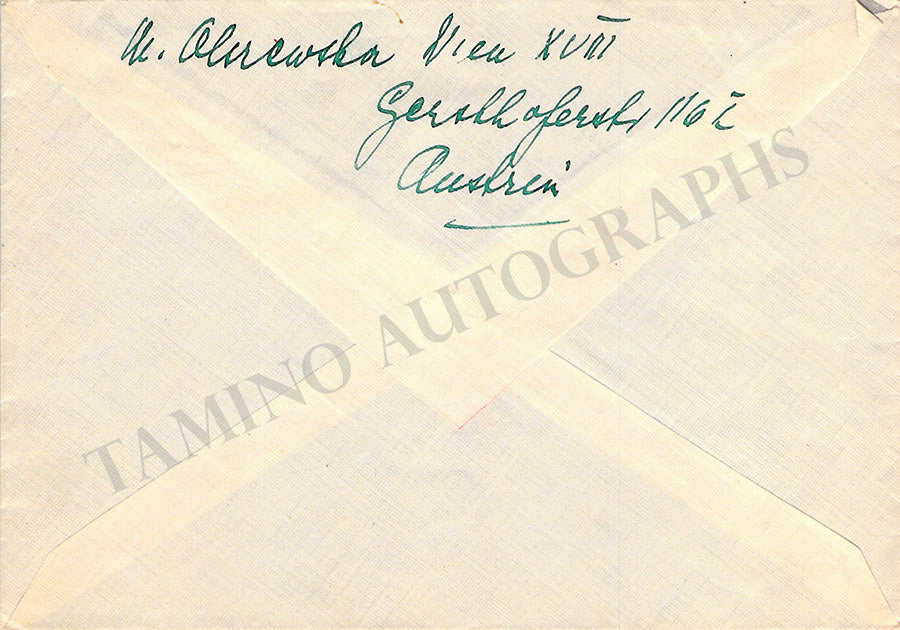 M. Olszewska Wien XVIII
Gersthoferstr 116
Austria
TAMINO AUTOGRAPHS